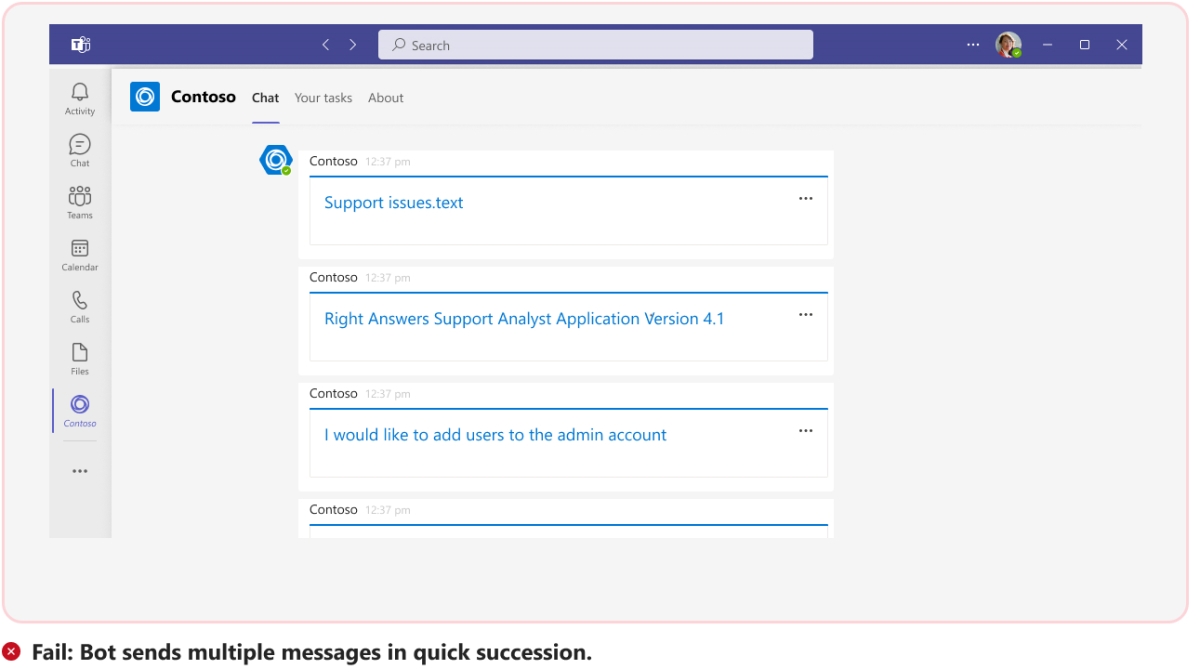 Search
Activity
Chat
Teams
Calendar
Calls
Files
Contoso
Contoso Chat Your tasks About
Contoso 12:37 pm
Support issues.text
Contoso 12:37 pm
Right Answers Support Analyst Application Version 4.1
Contoso 12:37 pm
I would like to add users to the admin account
Contoso 12:37 pm
Fail: Bot sends multiple messages in quick succession.